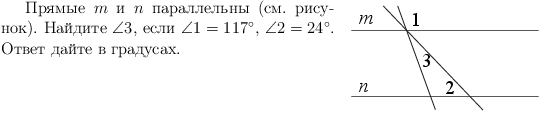 Прямые m и n параллельны (см. рису-
нок). Найдите ∠3, если ∠1 = 117°, ∠2 = 24°.
Ответ дайте в градусах.
m
1
3
n
2